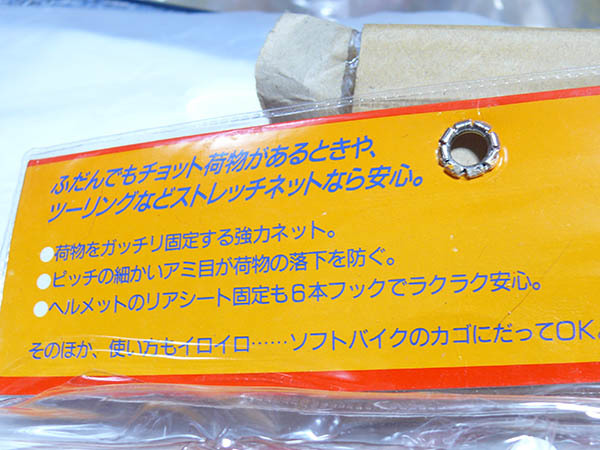 ふだんでもチョット荷物があるときや、
ツーリングなどストレッチネットなら安心。
●荷物をガッチリ固定する強力ネット。
●ピッチの細かいアミ目が荷物の落下を防ぐ。
●ヘルメットのリアシート固定も6本フックでラクラク安心。
そのほか、使い方もイロイロ……ソフトバイクのカゴにだってOK